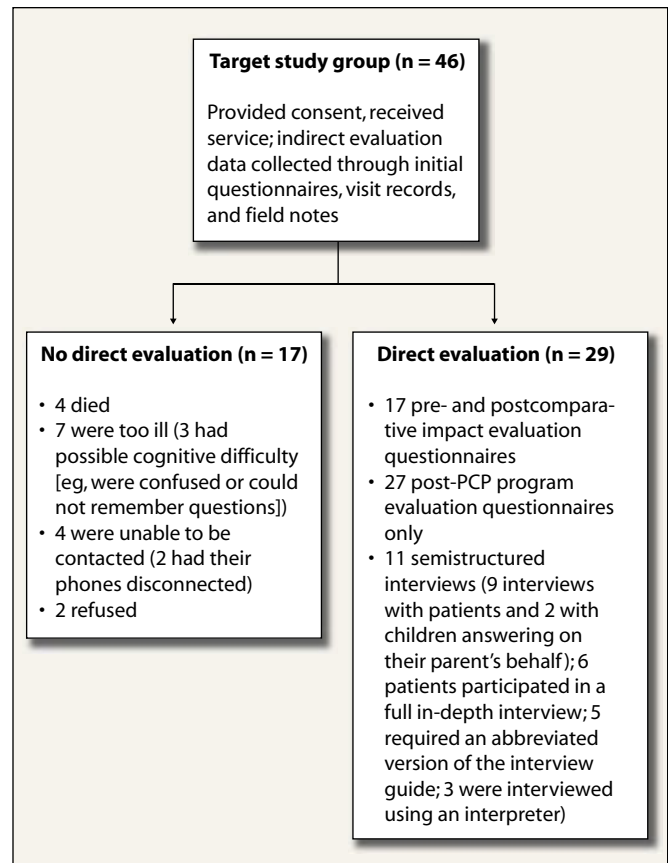 Target study group (n = 46)
Provided consent, received
service; indirect evaluation
data collected through initial
questionnaires, visit records,
and field notes
No direct evaluation (n = 17)
• 4 died
• 7 were too ill (3 had
possible cognitive difficulty
[eg, were confused or could
not remember questions])
• 4 were unable to be
contacted (2 had their
phones disconnected)
• 2 refused
Direct evaluation (n = 29)
• 17 pre- and postcompara-
tive impact evaluation
questionnaires
• 27 post-PCP program
evaluation questionnaires
only
• 11 semistructured
interviews (9 interviews
with patients and 2 with
children answering on
their parent's behalf); 6
patients participated in a
full in-depth interview; 5
required an abbreviated
version of the interview
guide; 3 were interviewed
using an interpreter)